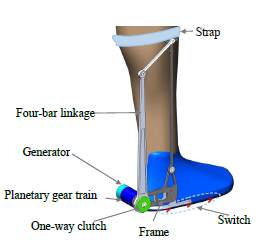 Strap
Four-bar linkage
Generator
Planetary gear train
One-way clutch
Frame
Switch